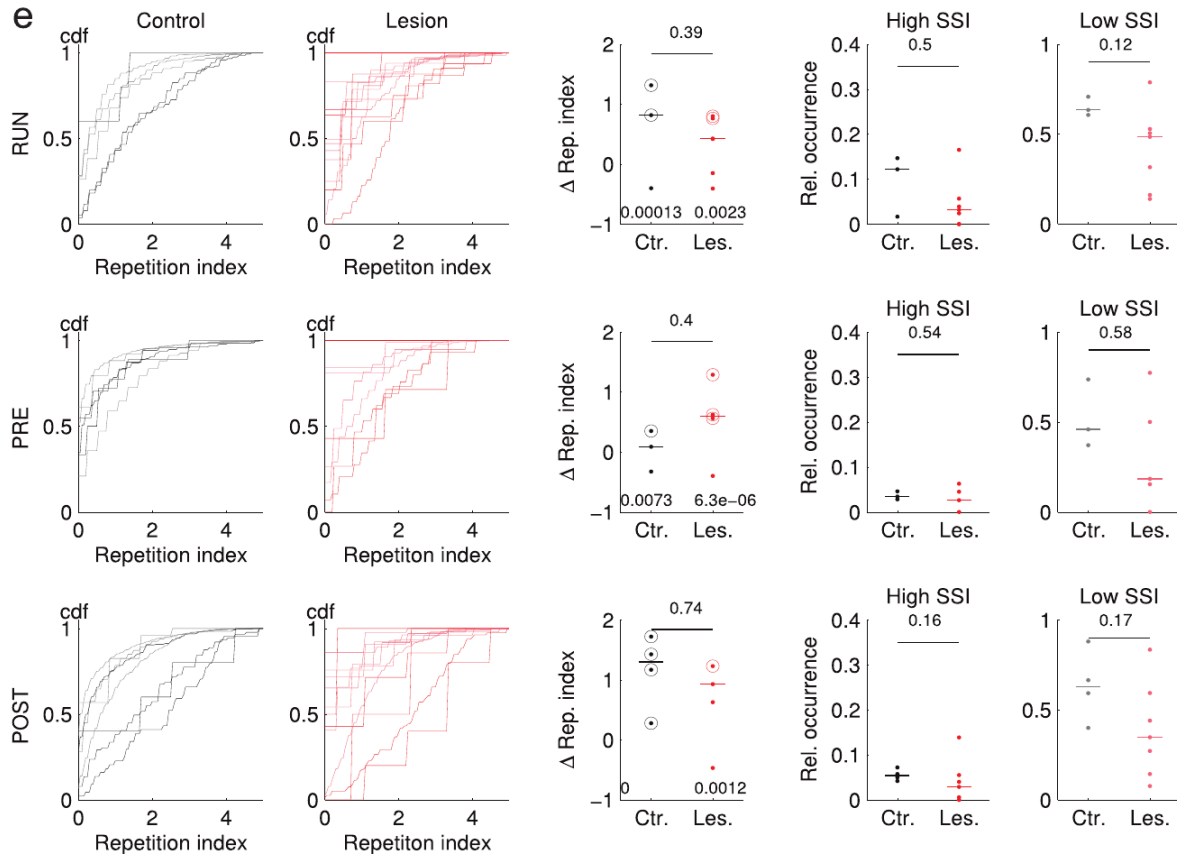 e
Control
Lesion
cdf
cdf
RUN
1
0.5
0
0
2
4
Repetition index
1
0.5
0
0
2
4
Repetiton index
Δ Rep. index
2
1
0
−1
0.39
0.00013
0.0023
Ctr.
Les.
High SSI
Rel. occurrence
0.4
0.3
0.2
0.1
0
0.5
Ctr.
Les.
Low SSI
1
0.5
0
0.12
Ctr.
Les.
cdf
cdf
PRE
1
0.5
0
0
2
4
Repetition index
1
0.5
0
0
2
4
Repetiton index
Δ Rep. index
2
1
0
−1
0.4
0.0073
6.3e−06
Ctr.
Les.
High SSI
Rel. occurrence
0.4
0.3
0.2
0.1
0
0.54
Ctr.
Les.
Low SSI
1
0.5
0
0.58
Ctr.
Les.
cdf
cdf
POST
1
0.5
0
0
2
4
Repetition index
1
0.5
0
0
2
4
Repetiton index
Δ Rep. index
2
1
0
−1
0.74
0
0.0012
Ctr.
Les.
High SSI
Rel. occurrence
0.4
0.3
0.2
0.1
0
0.16
Ctr.
Les.
Low SSI
1
0.5
0
0.17
Ctr.
Les.